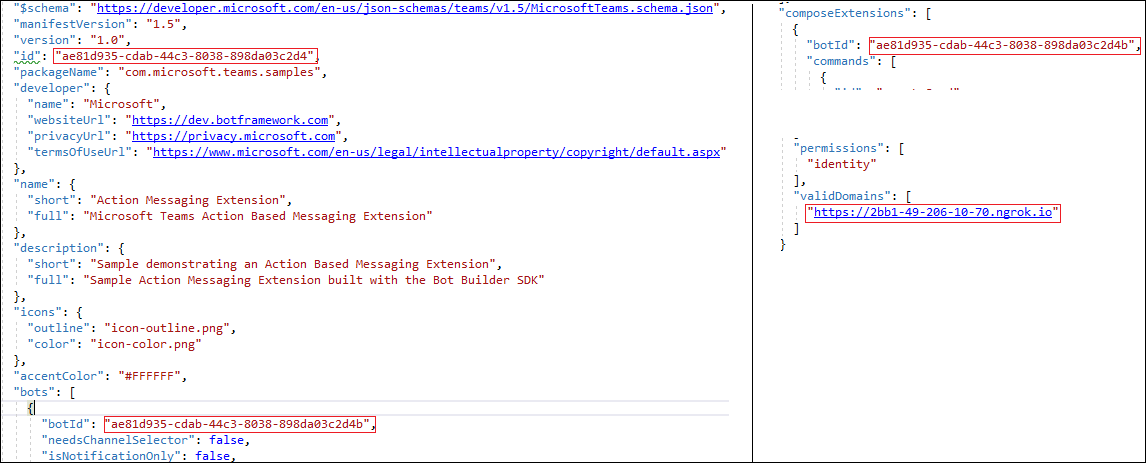 "$schema": "https://developer.microsoft.com/en-us/json-schemas/teams/v1.5/MicrosoftTeams.schema.json",
"manifestVersion": "1.5",
"version": "1.0",
"id": "ae81d935-cdab-44c3-8038-898da03c2d4",
"packageName": "com.microsoft.teams.samples",
"developer": {
"name": "Microsoft",
"websiteUrl": "https://dev.botframework.com",
"privacyUrl": "https://privacy.microsoft.com",
"termsOfUseUrl": "https://www.microsoft.com/en-us/legal/intellectualproperty/copyright/default.aspx"
},
"name": {
"short": "Action Messaging Extension",
"full": "Microsoft Teams Action Based Messaging Extension"
},
"description": {
"short": "Sample demonstrating an Action Based Messaging Extension",
"full": "Sample Action Messaging Extension built with the Bot Builder SDK"
},
"icons": {
"outline": "icon-outline.png",
"color": "icon-color.png"
},
"accentColor": "#FFFFFF",
"bots": [
{
"botId": "ae81d935-cdab-44c3-8038-898da03c2d4b",
"needsChannelSelector": false,
"isNotificationOnly": false,
"composeExtensions": [
{
"botId": "ae81d935-cdab-44c3-8038-898da03c2d4b",
"commands": [
{
"permissions": [
"identity"
],
"validDomains": [
"https://2bb1-49-206-10-70.ngrok.io"
]
}